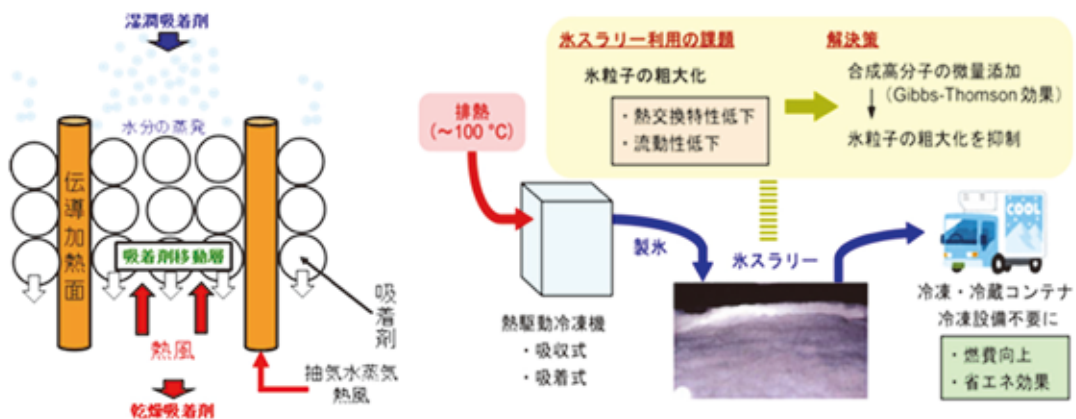 湿潤吸着剤
水分の蒸発
伝導加熱面
吸着剤移動層
熱風
吸着剤
抽気水蒸気
熱風
乾燥吸着剤
氷スラリー利用の課題
氷粒子の粗大化
・熱交換特性低下
・流動性低下
解決策
合成高分子の微量添加
(Gibbs-Thomson 効果)
氷粒子の粗大化を抑制
排熱
(～100 °C)
製氷
氷スラリー
COOL
熱駆動冷凍機
・吸収式
・吸着式
冷凍・冷蔵コンテナ
冷凍設備不要に
・燃費向上
・省エネ効果